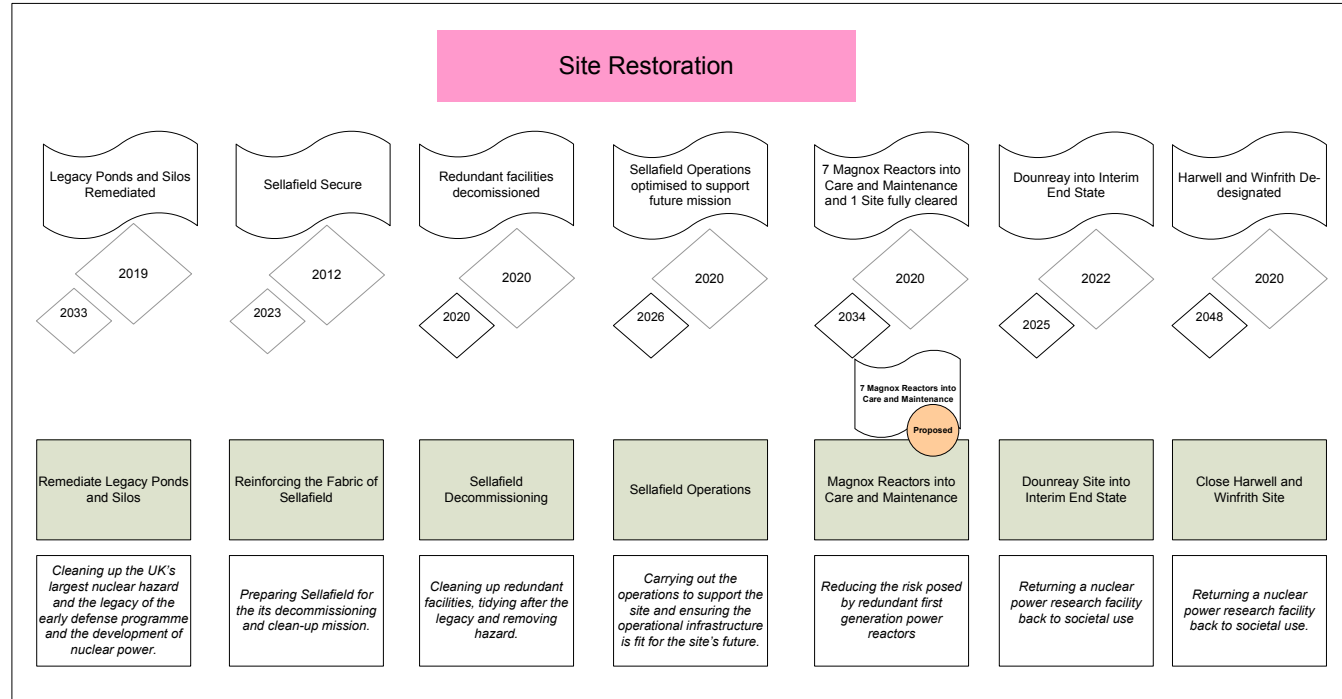 Site Restoration
Legacy Ponds and Silos
Remediated
Sellafield Secure
Redundant facilities
decomissioned
Sellafield Operations
optimised to support
future mission
7 Magnox Reactors into
Care and Maintenance
and 1 Site fully cleared
Dounreay into Interim
End State
Harwell and Winfrith De-
designated
2019
2012
2020
2020
2020
2022
2020
2033
2023
2020
2026
2034
2025
2048
7 Magnox Reactors into
Care and Maintenance
Proposed
Remediate Legacy Ponds
and Silos
Reinforcing the Fabric of
Sellafield
Sellafield
Decommissioning
Sellafield Operations
Magnox Reactors into
Care and Maintenance
Dounreay Site into
Interim End State
Close Harwell and
Winfrith Site
Cleaning up the UK's
largest nuclear hazard
and the legacy of the
early defense programme
and the development of
nuclear power.
Preparing Sellafield for
the its decommissioning
and clean-up mission.
Cleaning up redundant
facilities, tidying after the
legacy and removing
hazard.
Carrying out the
operations to support the
site and ensuring the
operational infrastructure
is fit for the site's future.
Reducing the risk posed
by redundant first
generation power
reactors
Returning a nuclear
power research facility
back to societal use
Returning a nuclear
power research facility
back to societal use.